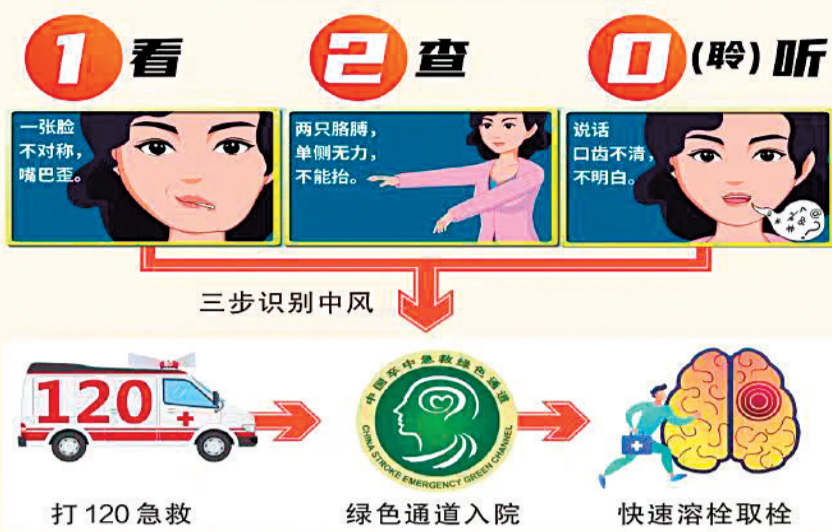 1 看
2 查
0 (聆) 听
一张脸
不对称，
嘴巴歪。
两只胳膊，
单侧无力，
不能抬。
说话
口齿不清，
不明白。
三步识别中风
120
中国卒中急救绿色通道
CHINA STROKE EMERGENCY GREEN CHANNEL
打 120 急救
绿色通道入院
快速溶栓取栓